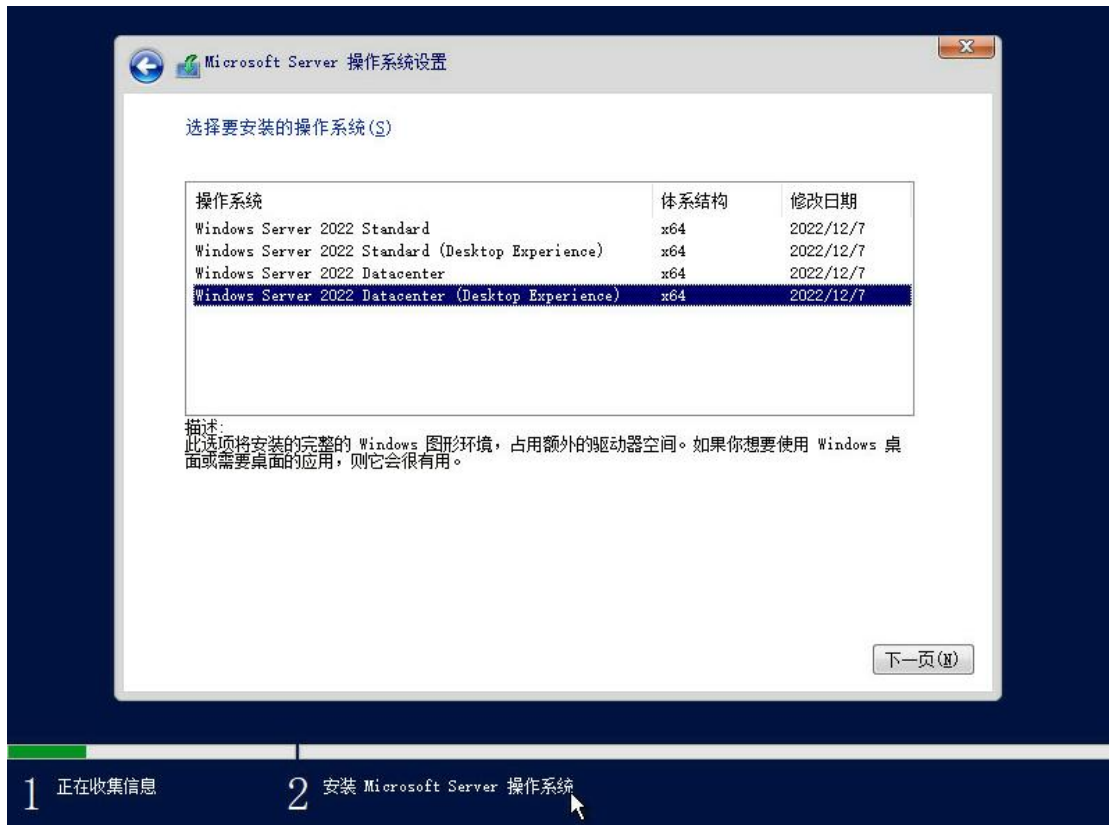 Microsoft Server 操作系统设置
选择要安装的操作系统(S)
操作系统 体系结构 修改日期
Windows Server 2022 Standard x64 2022/12/7
Windows Server 2022 Standard (Desktop Experience) x64 2022/12/7
Windows Server 2022 Datacenter x64 2022/12/7
Windows Server 2022 Datacenter (Desktop Experience) x64 2022/12/7
描述:
此选项将安装的完整的 Windows 图形环境，占用额外的驱动器空间。如果你想要使用 Windows 桌
面或需要桌面的应用，则它会很有用。
下一页(N)
1 正在收集信息 2 安装 Microsoft Server 操作系统